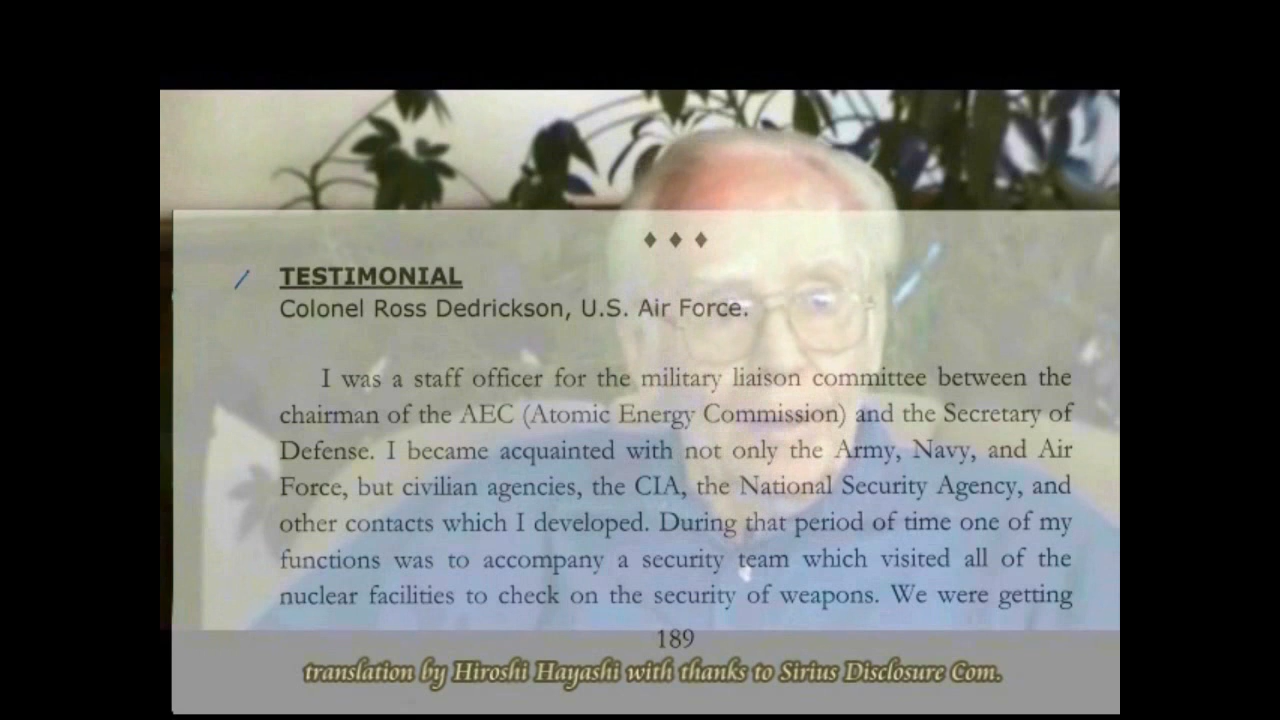 ♦ ♦ ♦
TESTIMONIAL
Colonel Ross Dedrickson, U.S. Air Force.
I was a staff officer for the military liaison committee between the
chairman of the AEC (Atomic Energy Commission) and the Secretary of
Defense. I became acquainted with not only the Army, Navy, and Air
Force, but civilian agencies, the CIA, the National Security Agency, and
other contacts which I developed. During that period of time one of my
functions was to accompany a security team which visited all of the
nuclear facilities to check on the security of weapons. We were getting
189
translation by Hiroshi Hayashi with thanks to Sirius Disclosure Com.